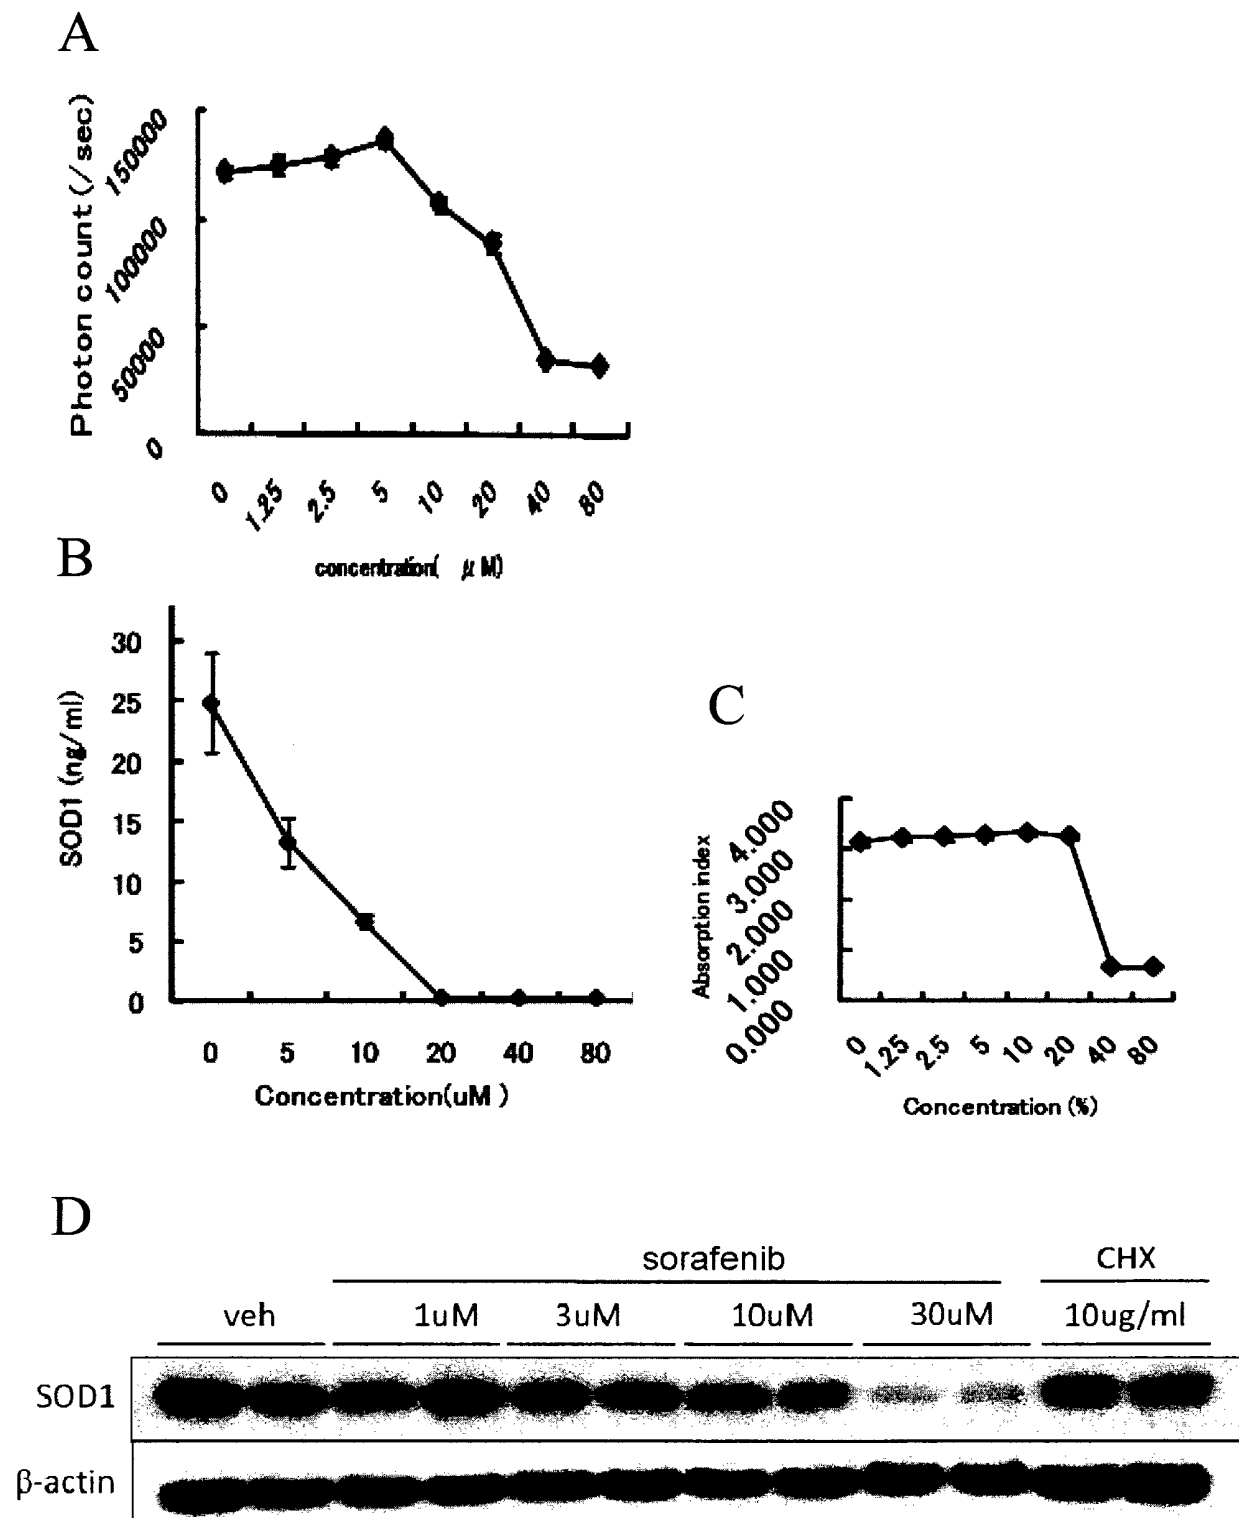 A
Photon count(/sec)
150000
100000
50000
0
0 1.25 2.5 5 10 20 40 80
concentration( μM)
B
SOD1 (ng/ml)
30
25
20
15
10
5
0
0 5 10 20 40 80
Concentration(uM )
C
Absorption index
4.000
3.000
2.000
1.000
0.000
0 1.25 2.5 5 10 20 40 80
Concentration (%)
D
sorafenib CHX
veh 1uM 3uM 10uM 30uM 10ug/ml
SOD1
β-actin